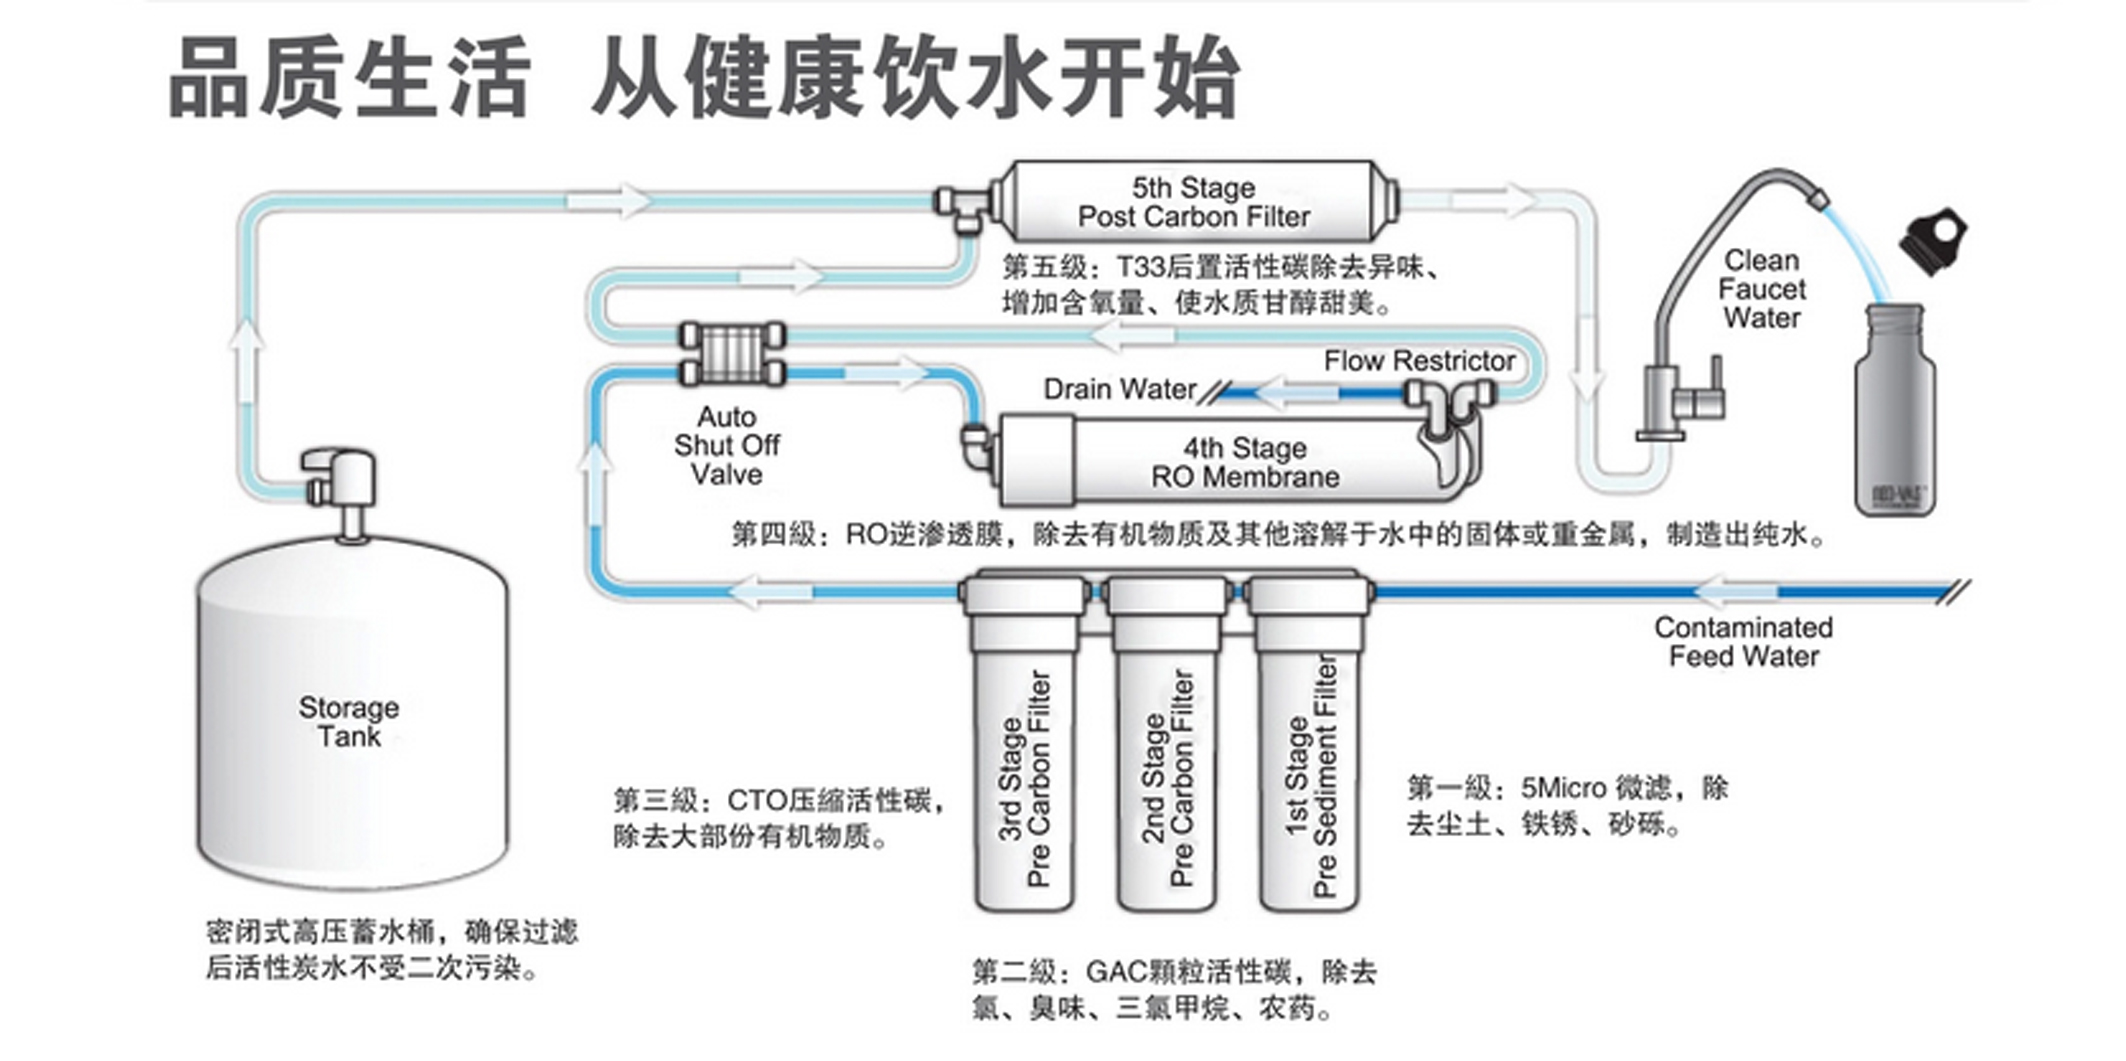 品质生活 从健康饮水开始
5th Stage
Post Carbon Filter
第五級：T33后置活性碳除去异味、
增加含氧量、使水质甘醇甜美。
Clean
Faucet
Water
Flow Restrictor
Drain Water
Auto
Shut Off
Valve
4th Stage
RO Membrane
第四級：RO逆渗透膜，除去有机物质及其他溶解于水中的固体或重金属，制造出纯水。
Contaminated
Feed Water
Storage
Tank
3rd Stage
Pre Carbon Filter
2nd Stage
Pre Carbon Filter
1st Stage
Pre Sediment Filter
第三級：CTO压缩活性碳，
除去大部份有机物质。
第一級：5Micro 微滤，除
去尘土、铁锈、砂砾。
密闭式高压蓄水桶，确保过滤
后活性炭水不受二次污染。
第二級：GAC顆粒活性碳，除去
氯、臭味、三氯甲烷、农药。